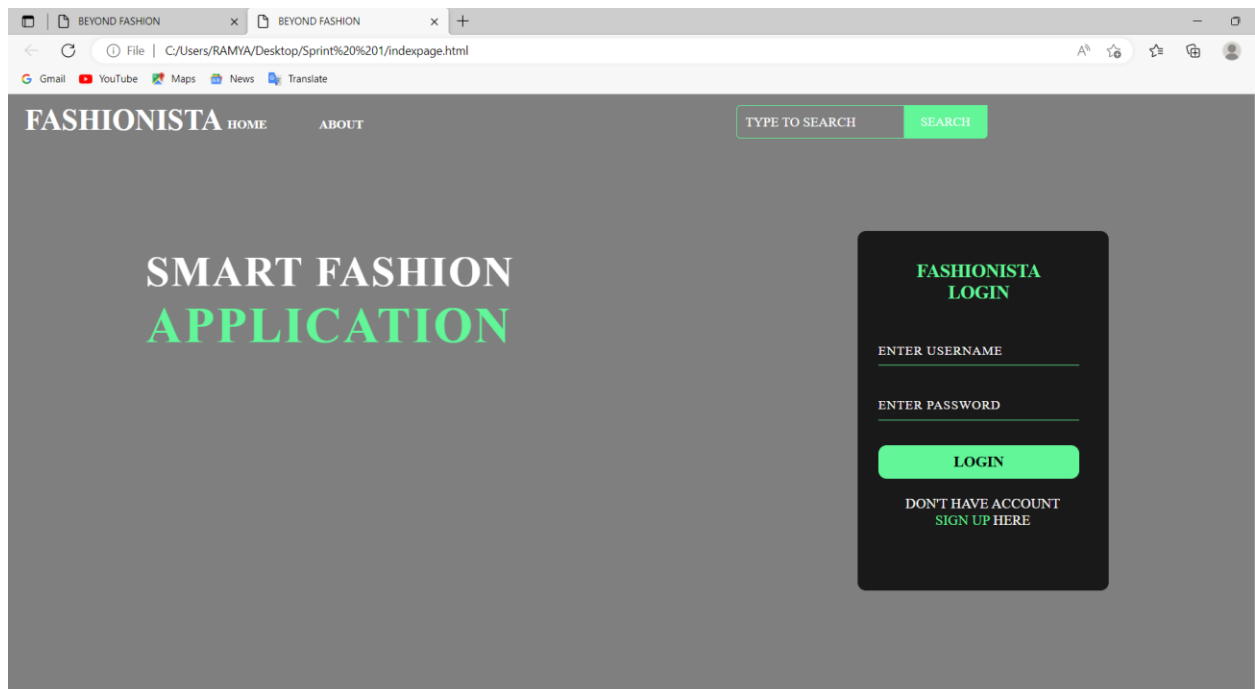 BEYOND FASHION BEYOND FASHION
File C:/Users/RAMYA/Desktop/Sprint%20%201/indexpage.html
Gmail YouTube Maps News Translate
FASHIONISTA HOME ABOUT TYPE TO SEARCH SEARCH
SMART FASHION
APPLICATION
FASHIONISTA
LOGIN
ENTER USERNAME
ENTER PASSWORD
LOGIN
DON'T HAVE ACCOUNT
SIGN UP HERE